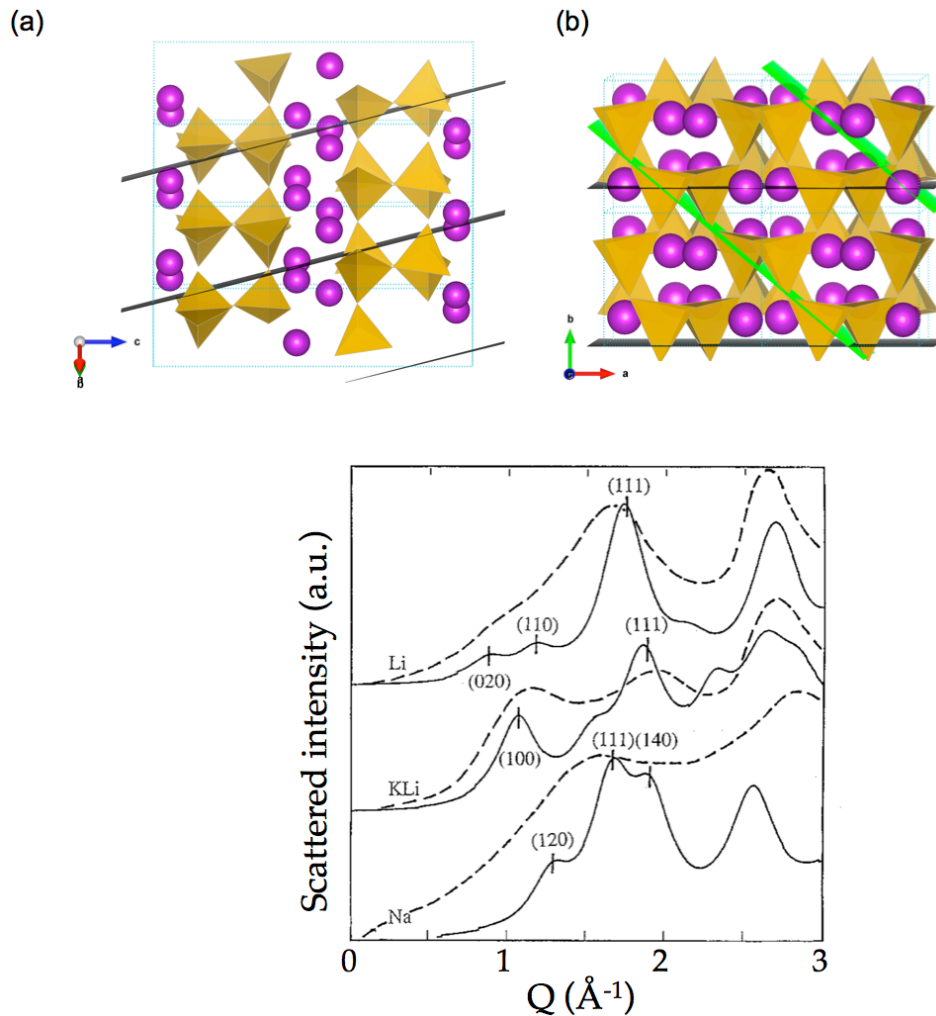 (a)
(b)
c
a
b
b
a
(111)
(110)
(111)
Li
(020)
(111)(140)
(100)
KLi
(120)
Na
0
1
2
3
Scattered intensity (a.u.)
Q (Å⁻¹)